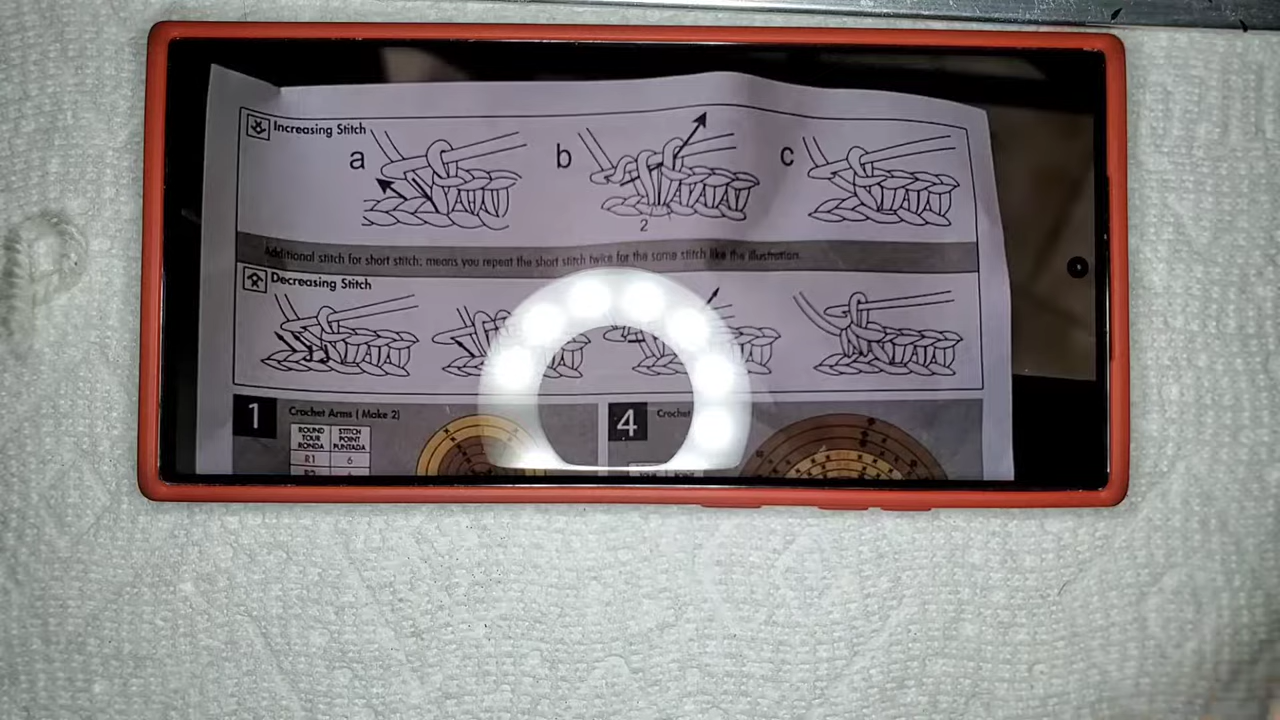 Increasing Stitch
a
b
c
2
Additional stitch for short stitch: means you repeat the short stitch twice for the same stitch like the illustration.
Decreasing Stitch
1
Crochet Arms ( Make 2)
ROUND
TOUR
RONDA
STITCH
POINT
PUNTADA
R1
6
4
Crochet